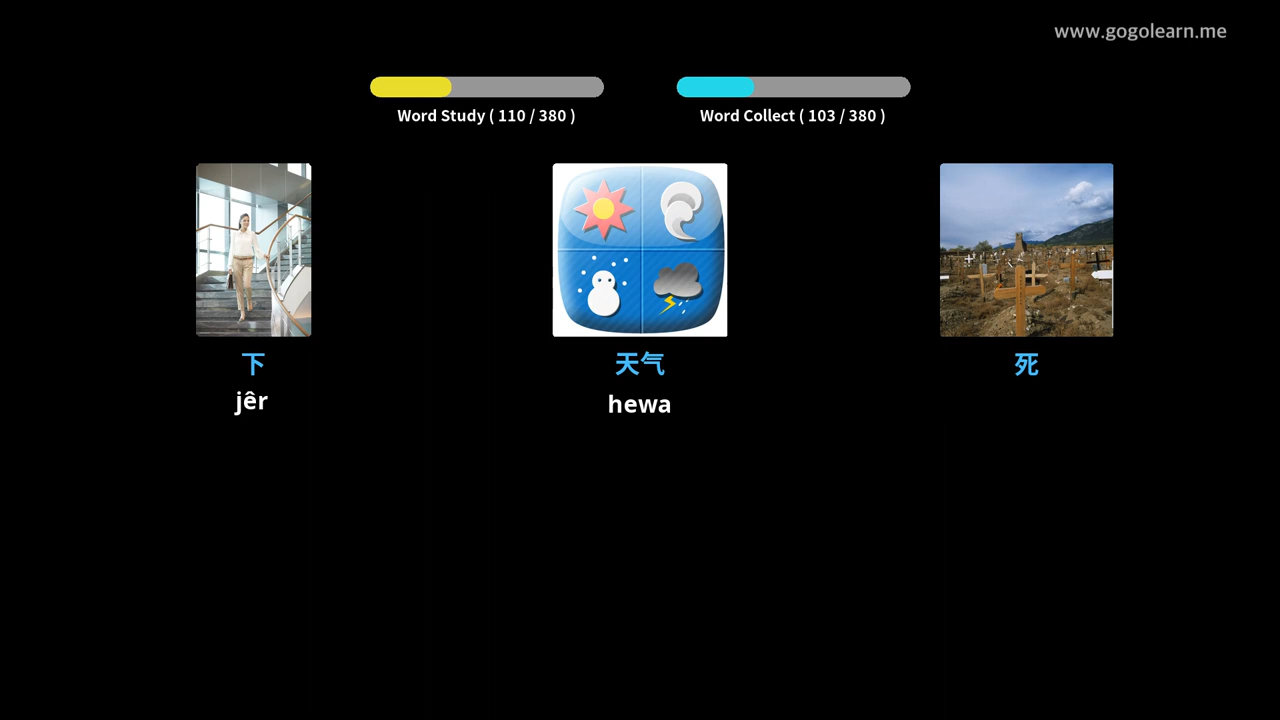 www.gogolearn.me
Word Study ( 110 / 380 )
Word Collect ( 103 / 380 )
下
天气
死
jêr
hewa